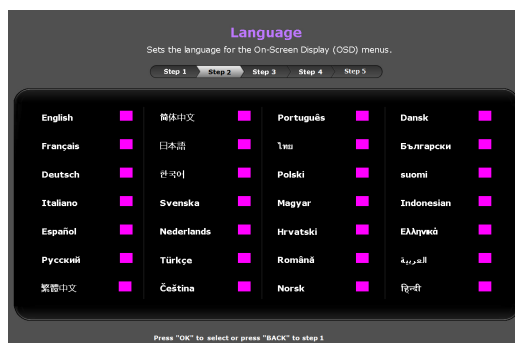 Language
Sets the language for the On-Screen Display (OSD) menus.
Step 1 Step 2 Step 3 Step 4 Step 5
English 简体中文 Português Dansk
Français 日本語 ไทย Български
Deutsch 한국어 Polski suomi
Italiano Svenska Magyar Indonesian
Español Nederlands Hrvatski Ελληνικά
Русский Türkçe Română العربية
繁體中文 Čeština Norsk हिन्दी
Press "OK" to select or press "BACK" to step 1